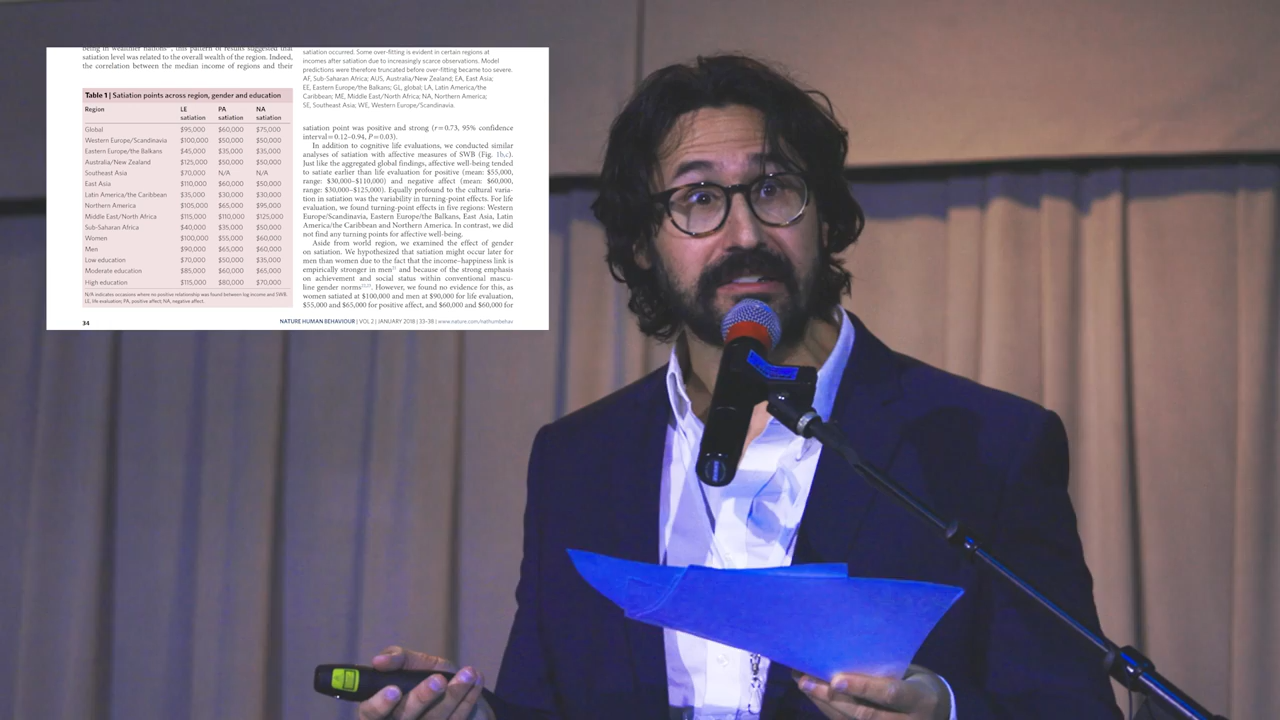 being in wealthier nations, this pattern of results suggested that
satiation level was related to the overall wealth of the region. Indeed,
the correlation between the median income of regions and their
Table 1 | Satiation points across region, gender and education
Region LE satiation PA satiation NA satiation
Global $95,000 $60,000 $75,000
Western Europe/Scandinavia $100,000 $50,000 $50,000
Eastern Europe/the Balkans $45,000 $35,000 $35,000
Australia/New Zealand $125,000 $50,000 $50,000
Southeast Asia $70,000 N/A N/A
East Asia $110,000 $60,000 $50,000
Latin America/the Caribbean $35,000 $30,000 $30,000
Northern America $105,000 $65,000 $95,000
Middle East/North Africa $115,000 $110,000 $125,000
Sub-Saharan Africa $40,000 $35,000 $50,000
Women $100,000 $55,000 $60,000
Men $90,000 $65,000 $60,000
Low education $70,000 $50,000 $35,000
Moderate education $85,000 $60,000 $65,000
High education $115,000 $80,000 $70,000
N/A indicates occasions where no positive relationship was found between log income and SWB.
LE, life evaluation; PA, positive affect; NA, negative affect.
satiation occurred. Some over-fitting is evident in certain regions at
incomes after satiation due to increasingly scarce observations. Model
predictions were therefore truncated before over-fitting became too severe.
AF, Sub-Saharan Africa; AUS, Australia/New Zealand; EA, East Asia;
EE, Eastern Europe/the Balkans; GL, global; LA, Latin America/the
Caribbean; ME, Middle East/North Africa; NA, Northern America;
SE, Southeast Asia; WE, Western Europe/Scandinavia.
satiation point was positive and strong (r = 0.73, 95% confidence
interval = 0.12–0.94, P = 0.03).
In addition to cognitive life evaluations, we conducted similar
analyses of satiation with affective measures of SWB (Fig. 1b,c).
Just like the aggregated global findings, affective well-being tended
to satiate earlier than life evaluation for positive (mean: $55,000,
range: $30,000–$110,000) and negative affect (mean: $60,000,
range: $30,000–$125,000). Equally profound to the cultural varia-
tion in satiation was the variability in turning-point effects. For life
evaluation, we found turning-point effects in five regions: Western
Europe/Scandinavia, Eastern Europe/the Balkans, East Asia, Latin
America/the Caribbean and Northern America. In contrast, we did
not find any turning points for affective well-being.
Aside from world region, we examined the effect of gender
on satiation. We hypothesized that satiation might occur later for
men than women due to the fact that the income–happiness link is
empirically stronger in men and because of the strong emphasis
on achievement and social status within conventional mascu-
line gender norms. However, we found no evidence for this, as
women satiated at $100,000 and men at $90,000 for life evaluation,
$55,000 and $65,000 for positive affect, and $60,000 and $60,000 for
34
NATURE HUMAN BEHAVIOUR | VOL 2 | JANUARY 2018 | 33–38 | www.nature.com/nathumbehav